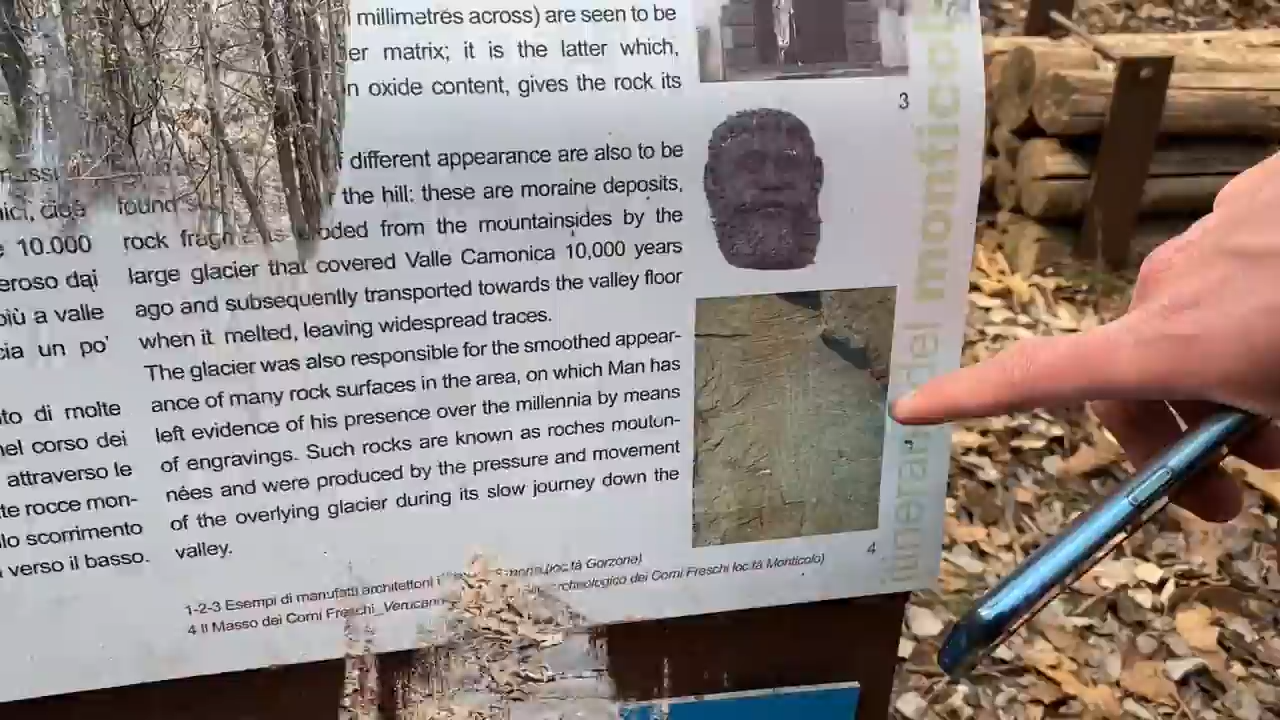 millimetres across) are seen to be
er matrix; it is the latter which,
n oxide content, gives the rock its
different appearance are also to be
the hill: these are moraine deposits,
rock from the mountainsides by the
large glacier that covered Valle Camonica 10,000 years
ago and subsequently transported towards the valley floor
when it melted, leaving widespread traces.
The glacier was also responsible for the smoothed appear-
ance of many rock surfaces in the area, on which Man has
left evidence of his presence over the millennia by means
of engravings. Such rocks are known as roches mouton-
nées and were produced by the pressure and movement
of the overlying glacier during its slow journey down the
valley.
10.000
eroso dai
più a valle
cia un po'
to di molte
nel corso dei
attraverso le
te rocce mon-
lo scorrimento
verso il basso.
3
4
1-2-3 Esempi di manufatti architettoni loc.tà Gorzone)
4 Il Masso dei Corni Freschi_Verucano rcheologico dei Corni Freschi loc.tà Monticolo)
del monticolo